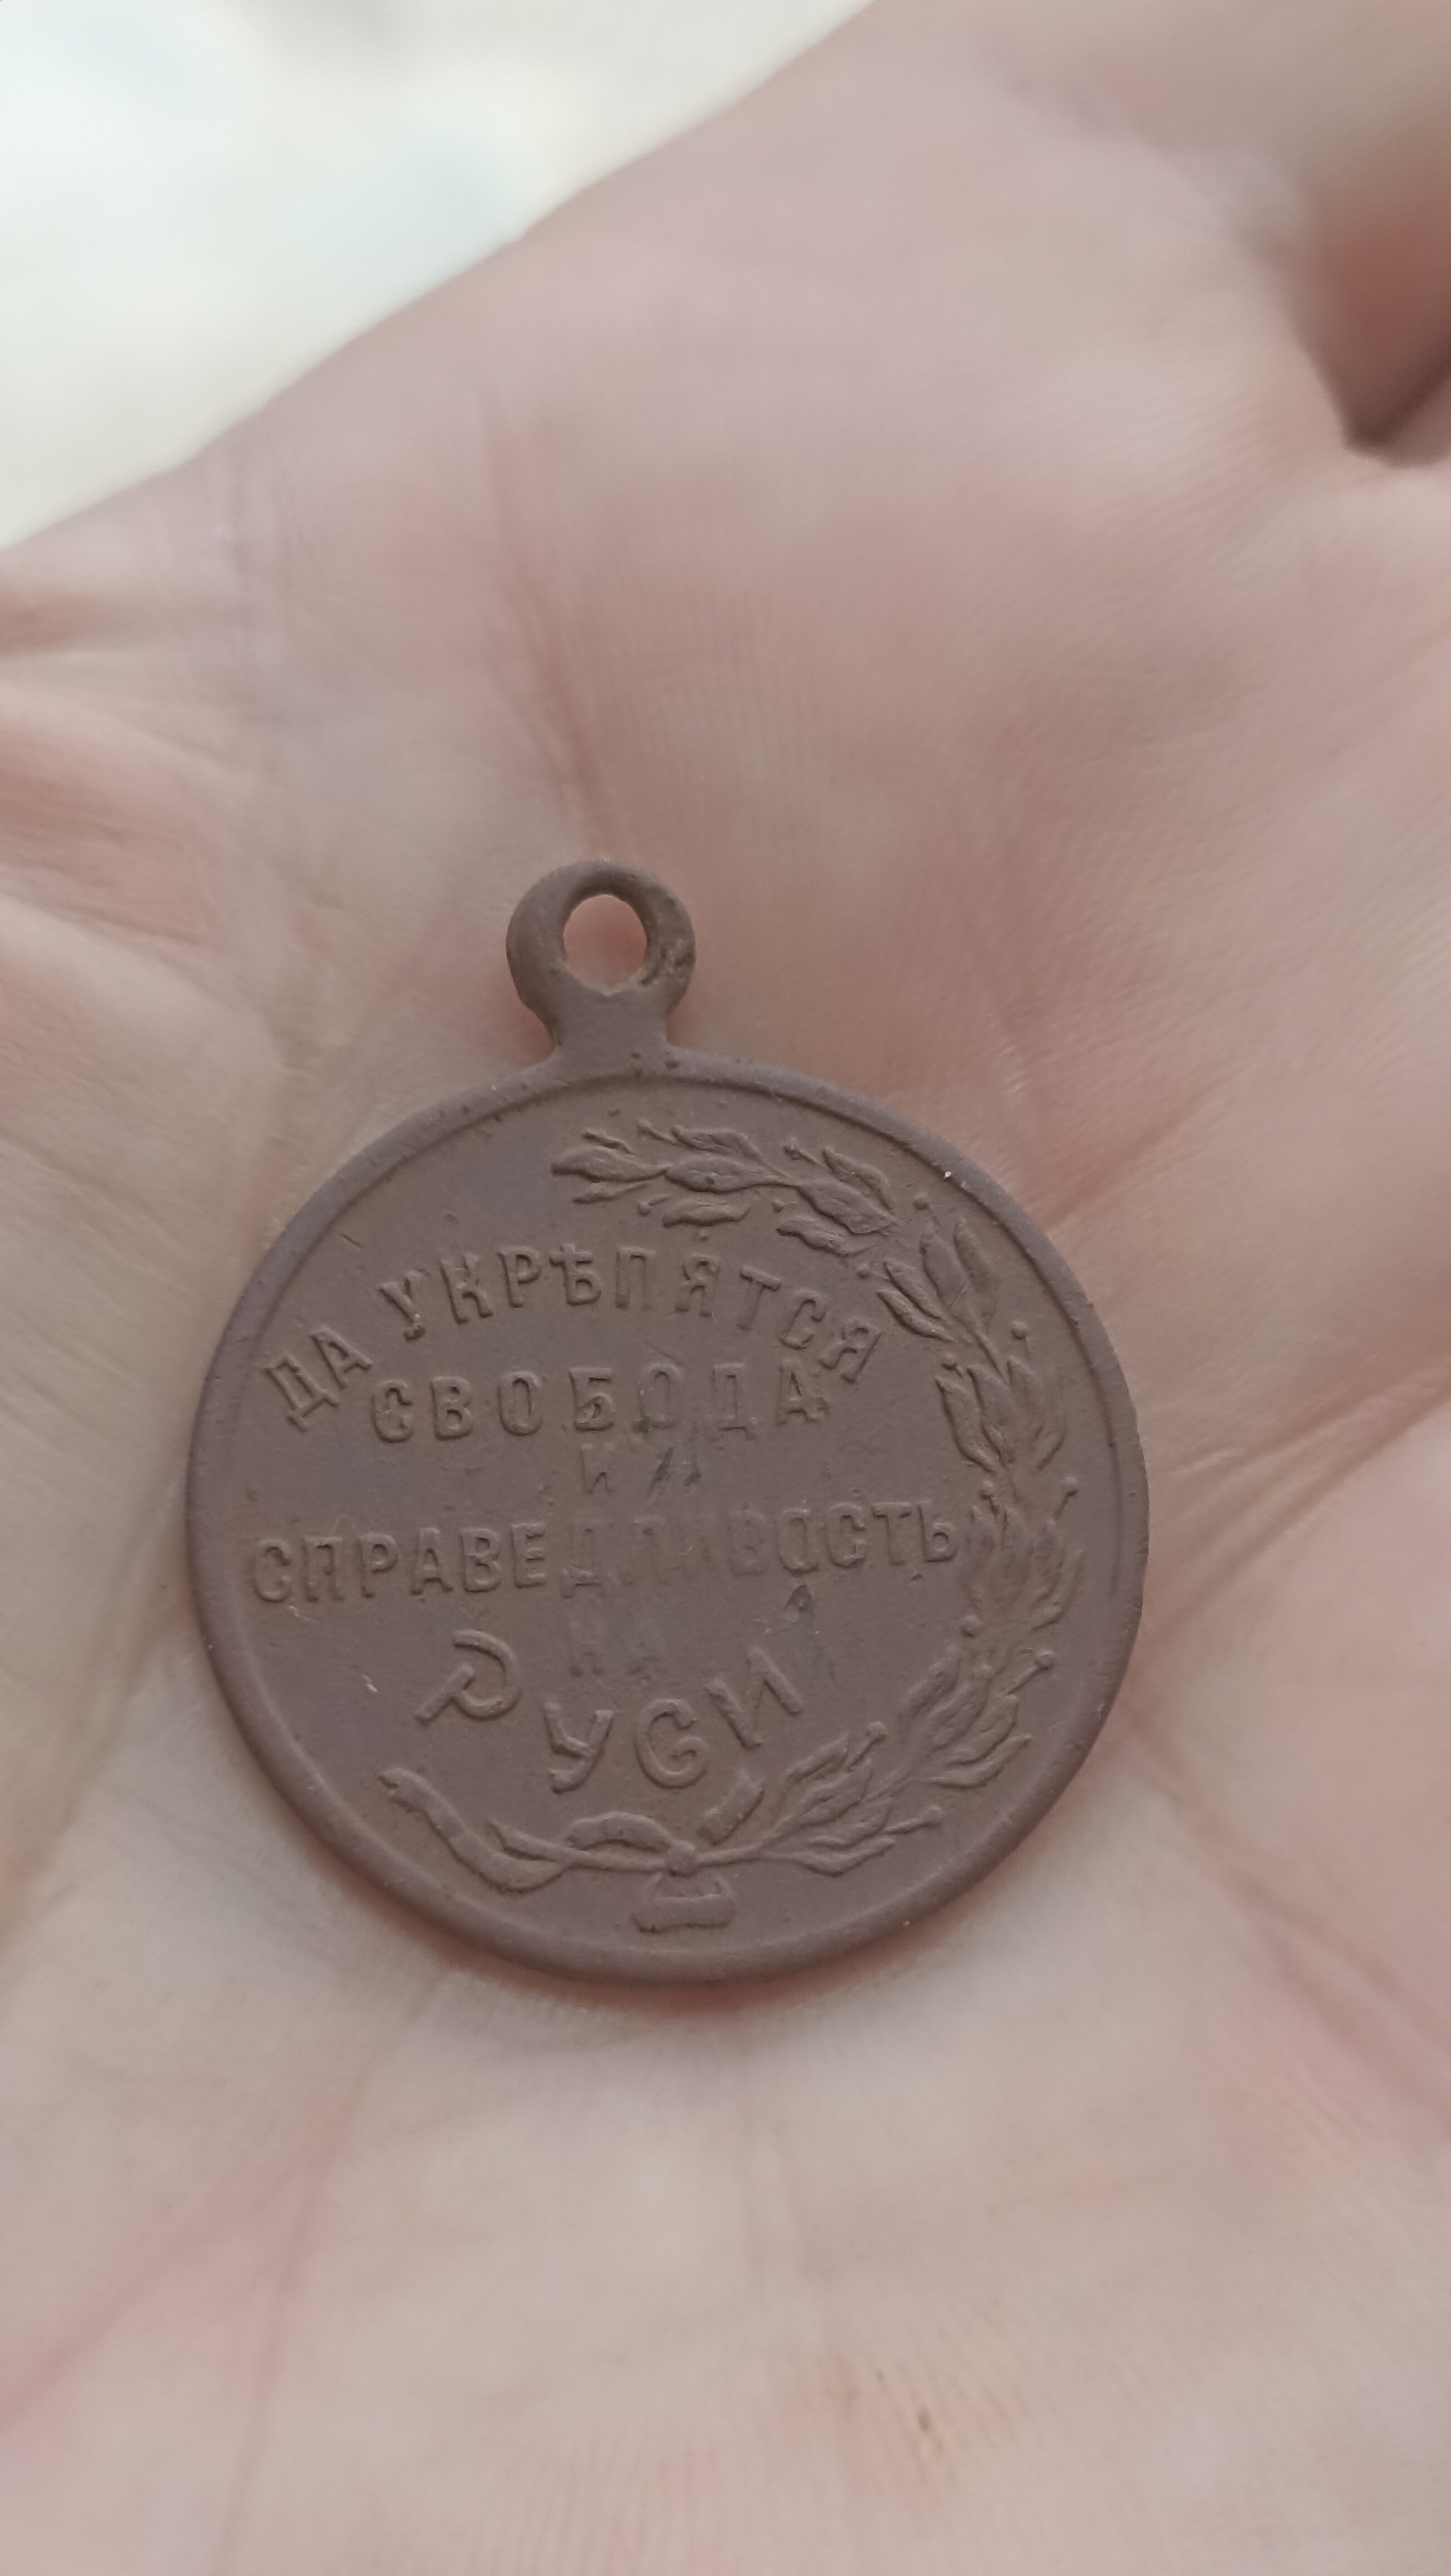 ДА УКРѢПЯТСЯ
СВОБОДА
И
СПРАВЕДЛИВОСТЬ
НА
РУСИ